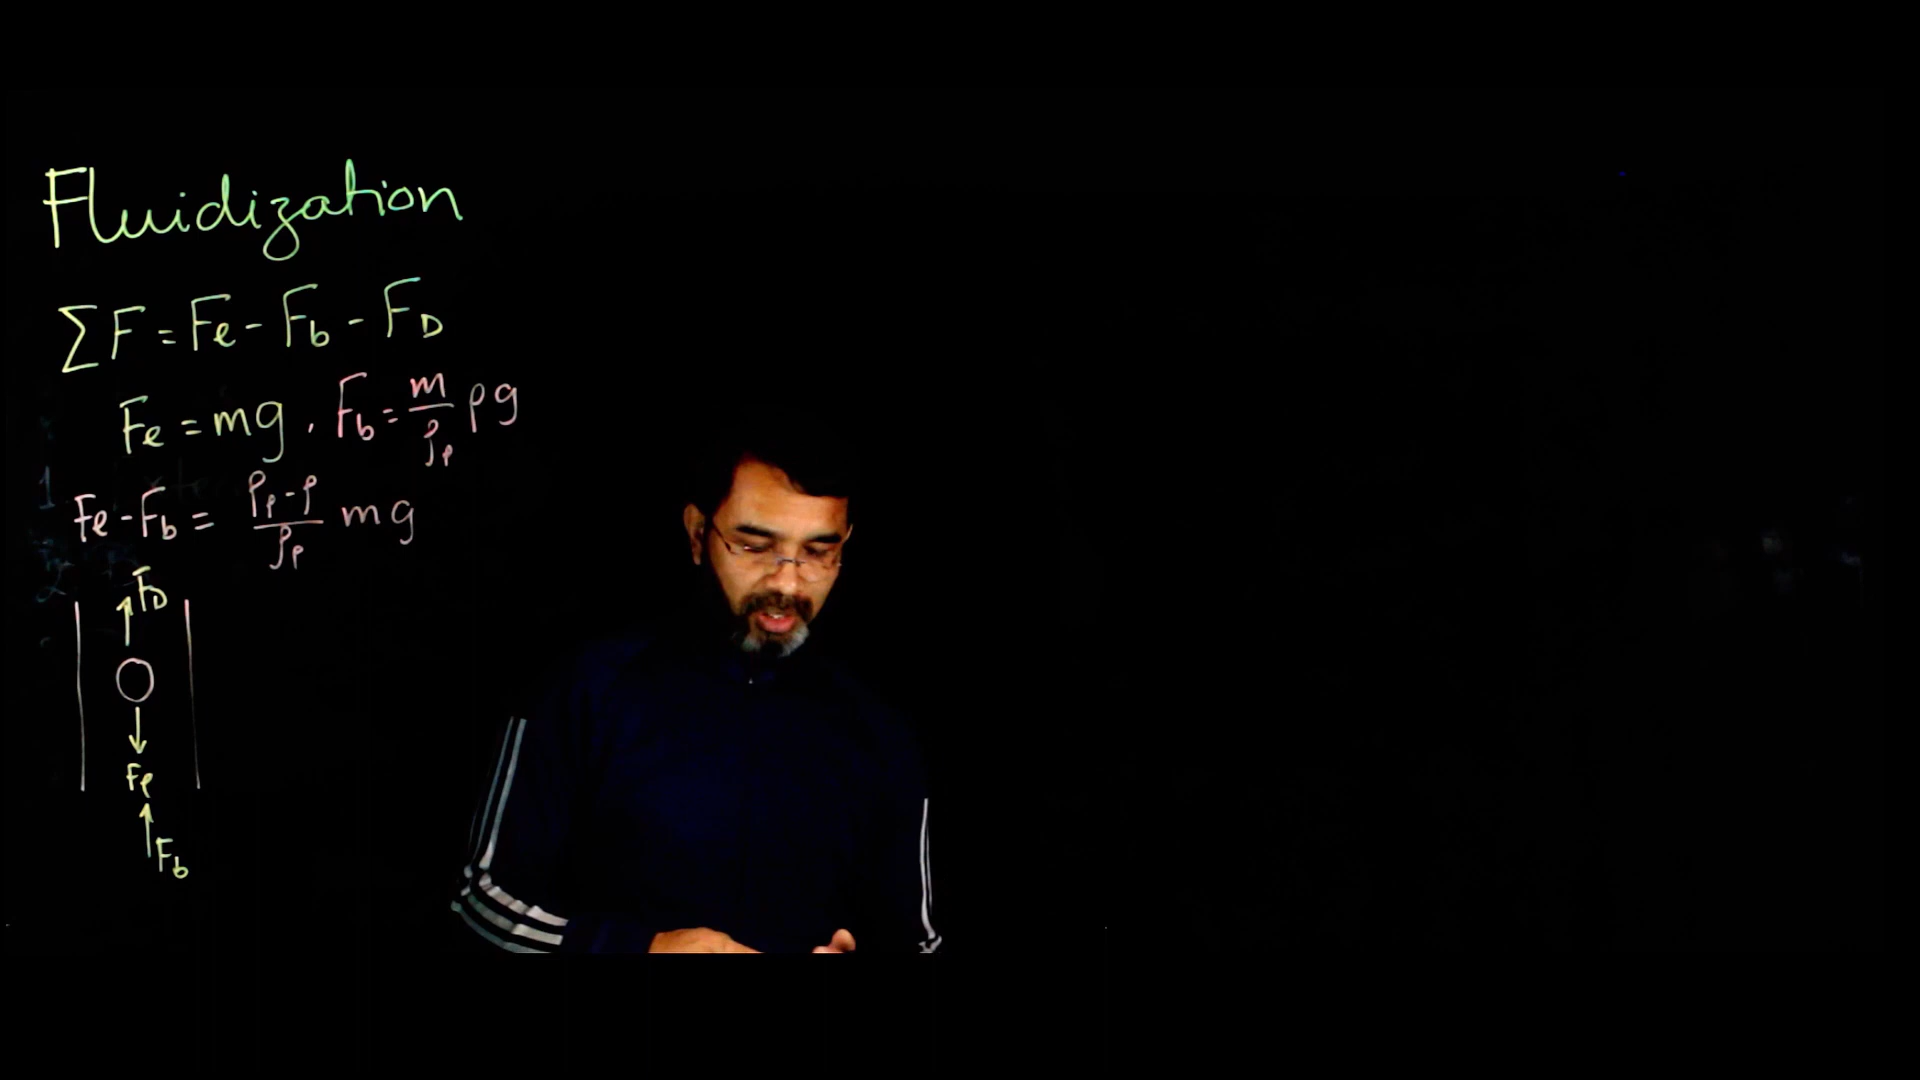 Fluidization
∑F = Fe - Fb - FD
Fe = mg , Fb = m/ρp ρg
Fe - Fb = (ρp - ρ)/ρp mg
FD
Fe
Fb